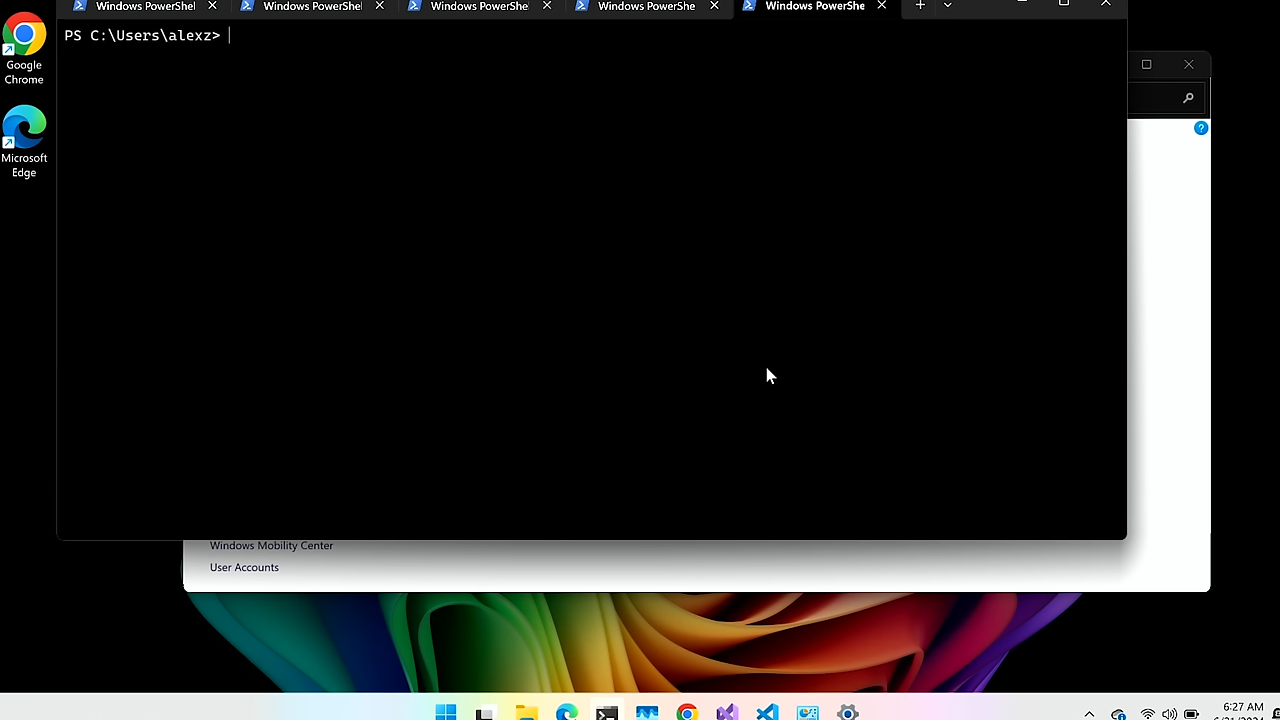 Windows PowerShel
Windows PowerShel
Windows PowerShel
Windows PowerShe
Windows PowerShe
PS C:\Users\alexz>
Google
Chrome
Microsoft
Edge
Windows Mobility Center
User Accounts
6:27 AM